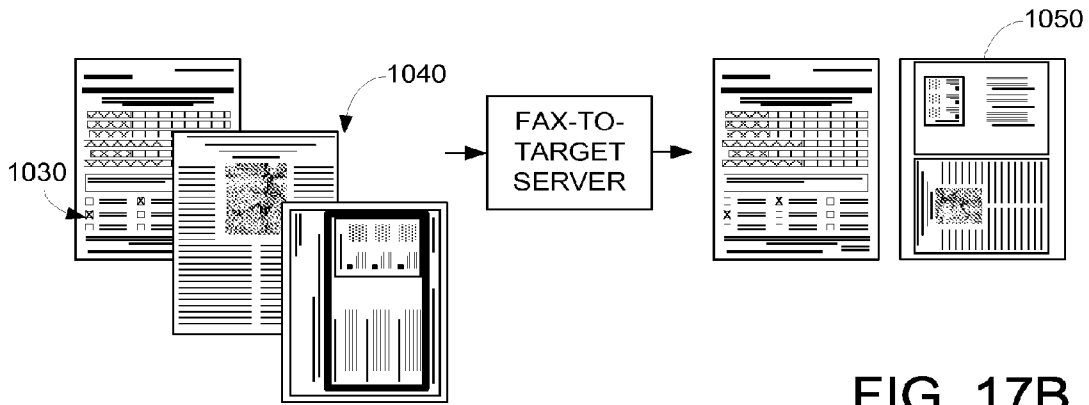 1050
1040
1030
FAX-TO-
TARGET
SERVER
FIG. 17B